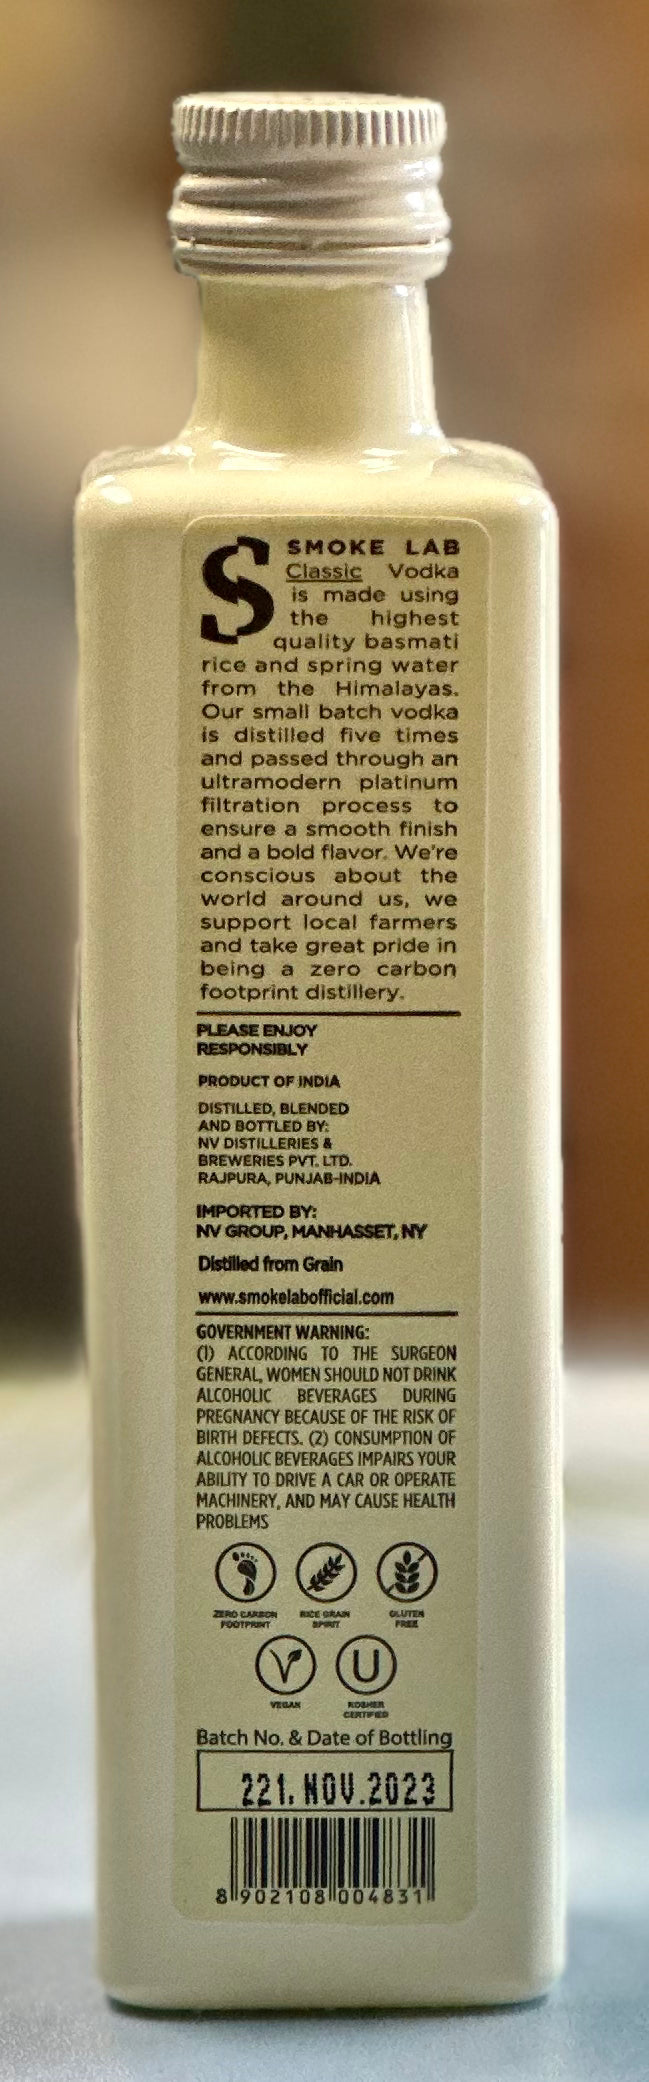 S
SMOKE LAB
Classic Vodka
is made using
the highest
quality basmati
rice and spring water
from the Himalayas.
Our small batch vodka
is distilled five times
and passed through an
ultramodern platinum
filtration process to
ensure a smooth finish
and a bold flavor. We're
conscious about the
world around us, we
support local farmers
and take great pride in
being a zero carbon
footprint distillery.
PLEASE ENJOY
RESPONSIBLY
PRODUCT OF INDIA
DISTILLED, BLENDED
AND BOTTLED BY:
NV DISTILLERIES &
BREWERIES PVT. LTD.
RAJPURA, PUNJAB-INDIA
IMPORTED BY:
NV GROUP, MANHASSET, NY
Distilled from Grain
www.smokelabofficial.com
GOVERNMENT WARNING:
(1) ACCORDING TO THE SURGEON
GENERAL, WOMEN SHOULD NOT DRINK
ALCOHOLIC BEVERAGES DURING
PREGNANCY BECAUSE OF THE RISK OF
BIRTH DEFECTS. (2) CONSUMPTION OF
ALCOHOLIC BEVERAGES IMPAIRS YOUR
ABILITY TO DRIVE A CAR OR OPERATE
MACHINERY, AND MAY CAUSE HEALTH
PROBLEMS
ZERO CARBON
FOOTPRINT
RICE GRAIN
SPIRIT
GLUTEN
FREE
V
VEGAN
U
KOSHER
CERTIFIED
Batch No. & Date of Bottling
221. NOV.2023
8 902108 004831